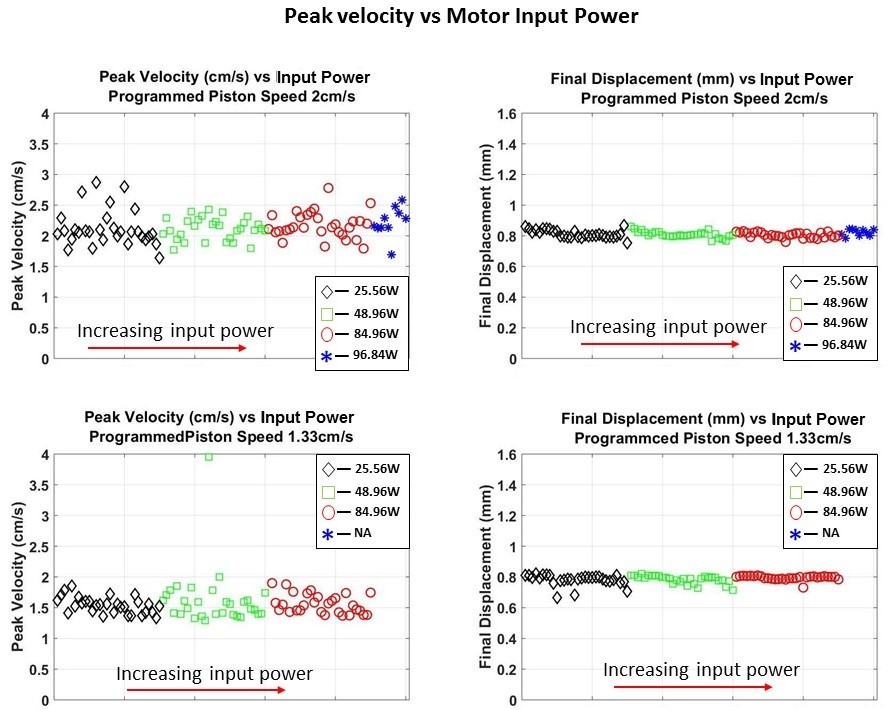 Peak velocity vs Motor Input Power
Peak Velocity (cm/s) vs Input Power
Programmed Piston Speed 2cm/s
4
3.5
3
2.5
2
1.5
1
0.5
0
Peak Velocity (cm/s)
Increasing input power
25.56W
48.96W
84.96W
96.84W
Final Displacement (mm) vs Input Power
Programmed Piston Speed 2cm/s
1.6
1.4
1.2
1
0.8
0.6
0.4
0.2
0
Final Displacement (mm)
Increasing input power
25.56W
48.96W
84.96W
96.84W
Peak Velocity (cm/s) vs Input Power
ProgrammedPiston Speed 1.33cm/s
4
3.5
3
2.5
2
1.5
1
0.5
0
Peak Velocity (cm/s)
25.56W
48.96W
84.96W
NA
Increasing input power
Final Displacement (mm) vs Input Power
Programmced Piston Speed 1.33cm/s
1.6
1.4
1.2
1
0.8
0.6
0.4
0.2
0
Final Displacement (mm)
25.56W
48.96W
84.96W
NA
Increasing input power